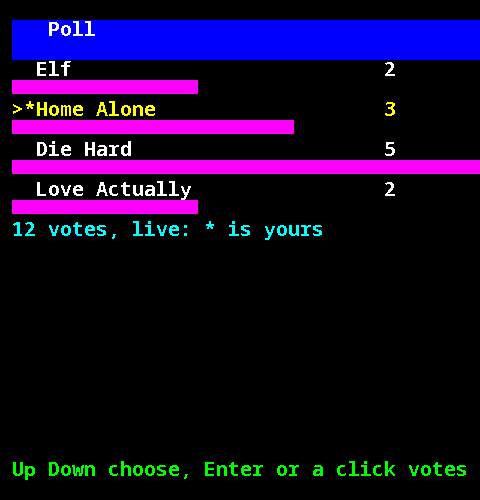 Poll
Elf 2
>*Home Alone 3
Die Hard 5
Love Actually 2
12 votes, live: * is yours
Up Down choose, Enter or a click votes